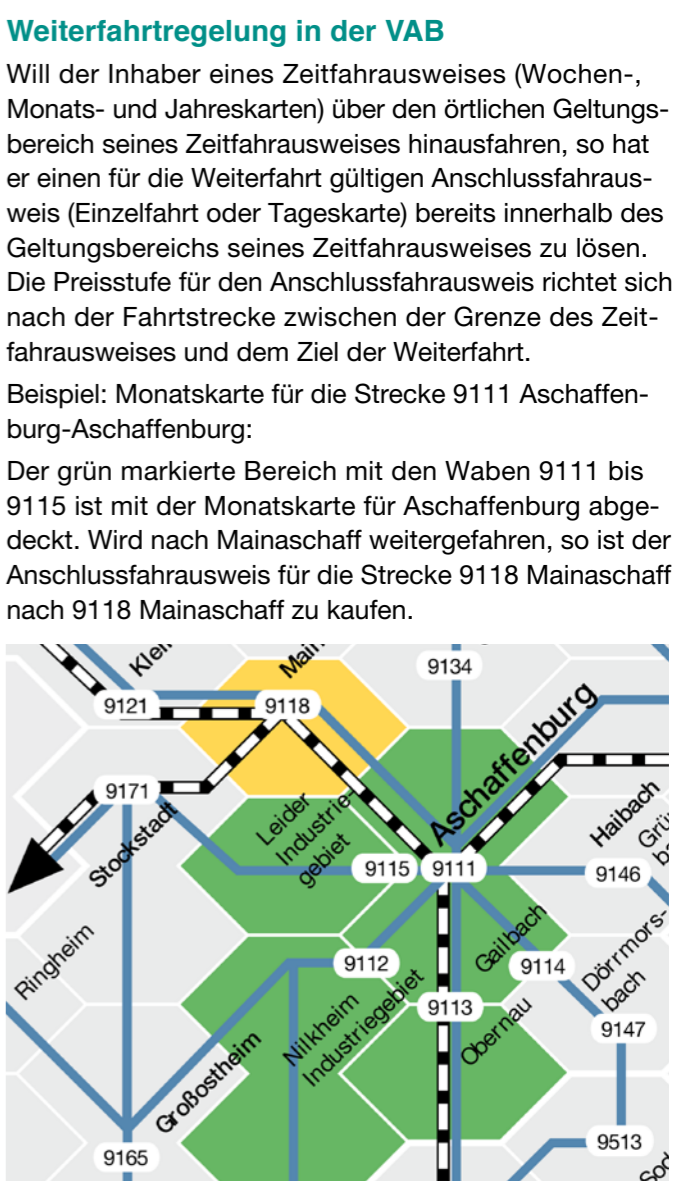 Weiterfahrtregelung in der VAB
Will der Inhaber eines Zeitfahrausweises (Wochen-,
Monats- und Jahreskarten) über den örtlichen Geltungs-
bereich seines Zeitfahrausweises hinausfahren, so hat
er einen für die Weiterfahrt gültigen Anschlussfahraus-
weis (Einzelfahrt oder Tageskarte) bereits innerhalb des
Geltungsbereichs seines Zeitfahrausweises zu lösen.
Die Preisstufe für den Anschlussfahrausweis richtet sich
nach der Fahrtstrecke zwischen der Grenze des Zeit-
fahrausweises und dem Ziel der Weiterfahrt.
Beispiel: Monatskarte für die Strecke 9111 Aschaffen-
burg-Aschaffenburg:
Der grün markierte Bereich mit den Waben 9111 bis
9115 ist mit der Monatskarte für Aschaffenburg abge-
deckt. Wird nach Mainaschaff weitergefahren, so ist der
Anschlussfahrausweis für die Strecke 9118 Mainaschaff
nach 9118 Mainaschaff zu kaufen.
9134
9121
9118
Aschaffenburg
9171
Stockstadt
Leider
Industrie-
gebiet
Hailbach
9115
9111
9146
Ringheim
9112
Gailbach
9114
Dörrmors-
bach
Nilkheim
Industriegebiet
9113
Obernau
9147
Großostheim
9165
9513